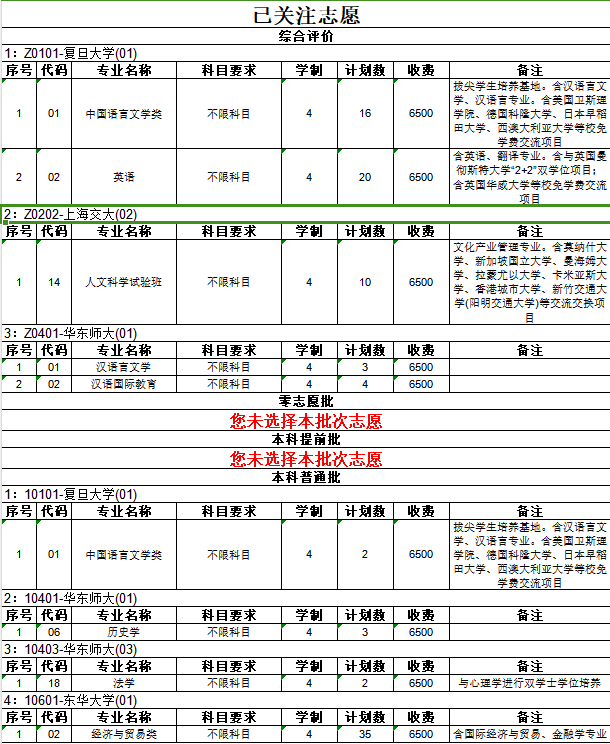 已关注志愿
综合评价
1：Z0101-复旦大学(01)
序号 代码 专业名称 科目要求 学制 计划数 收费 备注
1 01 中国语言文学类 不限科目 4 16 6500 拔尖学生培养基地。含汉语言文
学、汉语言专业。含美国卫斯理
学院、德国科隆大学、日本早稻
田大学、西澳大利亚大学等校免
学费交流项目
2 02 英语 不限科目 4 20 6500 含英语、翻译专业。含与英国曼
彻斯特大学“2+2”双学位项目；
含英国华威大学等校免学费交流
项目
2：Z0202-上海交大(02)
序号 代码 专业名称 科目要求 学制 计划数 收费 备注
1 14 人文科学试验班 不限科目 4 10 6500 文化产业管理专业。含莫纳什大
学、新加坡国立大学、曼海姆大
学、拉蒙尤以大学、卡米亚斯大
学、香港城市大学、新竹交通大
学(阳明交通大学)等交流交换项
目
3：Z0401-华东师大(01)
序号 代码 专业名称 科目要求 学制 计划数 收费 备注
1 01 汉语言文学 不限科目 4 3 6500
2 02 汉语国际教育 不限科目 4 4 6500
零志愿批
您未选择本批次志愿
本科提前批
您未选择本批次志愿
本科普通批
1：10101-复旦大学(01)
序号 代码 专业名称 科目要求 学制 计划数 收费 备注
1 01 中国语言文学类 不限科目 4 2 6500 拔尖学生培养基地。含汉语言文
学、汉语言专业。含美国卫斯理
学院、德国科隆大学、日本早稻
田大学、西澳大利亚大学等校免
学费交流项目
2：10401-华东师大(01)
序号 代码 专业名称 科目要求 学制 计划数 收费 备注
1 06 历史学 不限科目 4 3 6500
3：10403-华东师大(03)
序号 代码 专业名称 科目要求 学制 计划数 收费 备注
1 18 法学 不限科目 4 2 6500 与心理学进行双学士学位培养
4：10601-东华大学(01)
序号 代码 专业名称 科目要求 学制 计划数 收费 备注
1 02 经济与贸易类 不限科目 4 35 6500 含国际经济与贸易、金融学专业